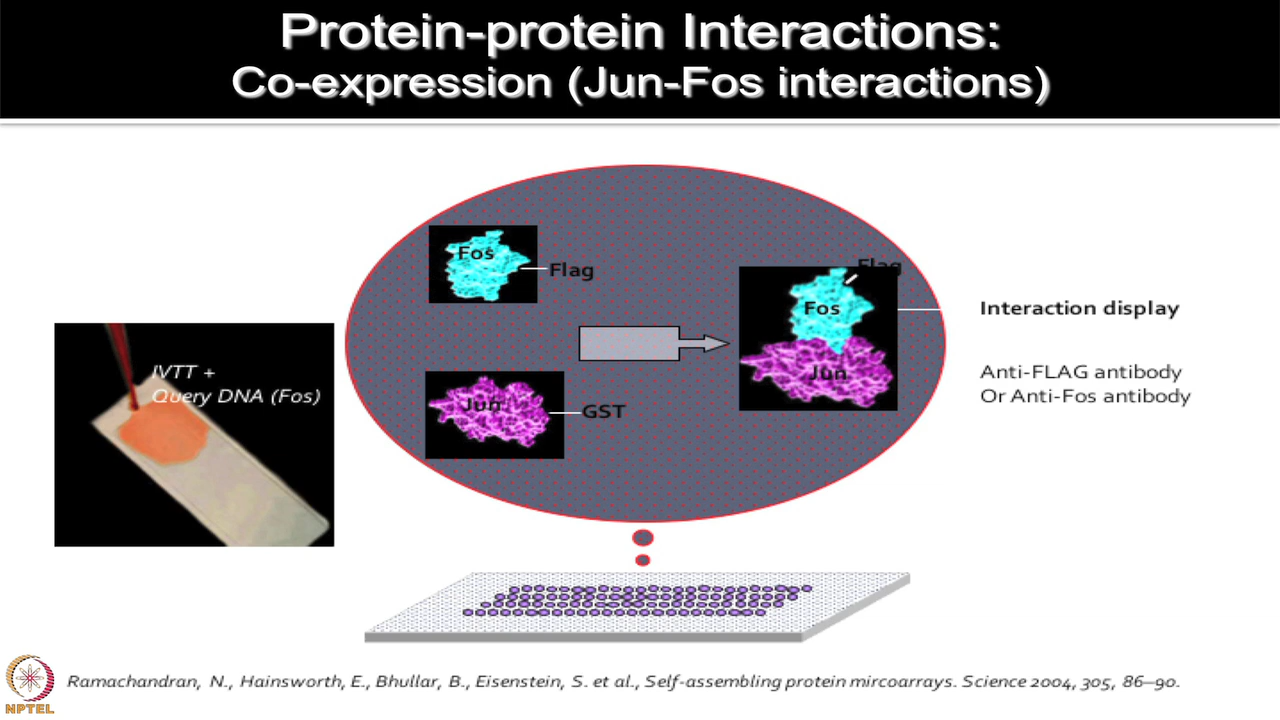 Protein-protein Interactions:
Co-expression (Jun-Fos interactions)
IVTT +
Query DNA (Fos)
Fos
Flag
Jun
GST
Flag
Fos
Jun
Interaction display
Anti-FLAG antibody
Or Anti-Fos antibody
Ramachandran, N., Hainsworth, E., Bhullar, B., Eisenstein, S. et al., Self-assembling protein mircoarrays. Science 2004, 305, 86–90.
NPTEL